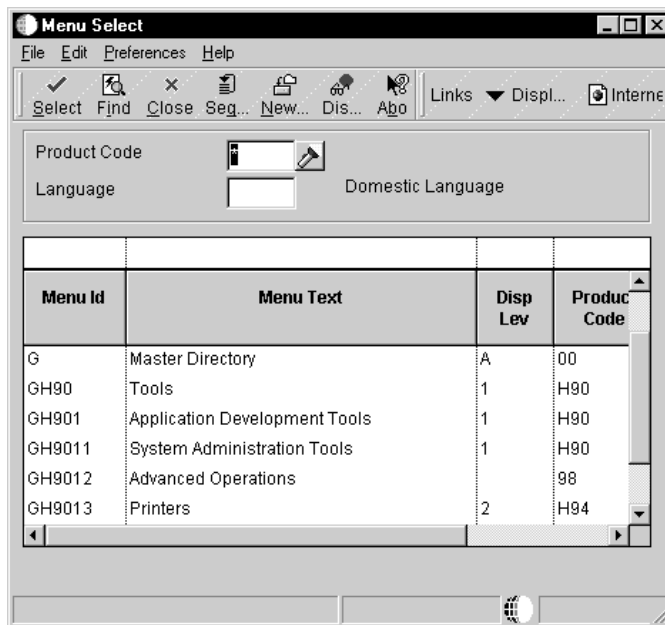 Menu Select
File Edit Preferences Help
Select Find Close Seq... New... Dis... Abo Links Displ... Interne
Product Code *
Language Domestic Language
Menu Id Menu Text Disp Lev Produc Code
G Master Directory A 00
GH90 Tools 1 H90
GH901 Application Development Tools 1 H90
GH9011 System Administration Tools 1 H90
GH9012 Advanced Operations 98
GH9013 Printers 2 H94